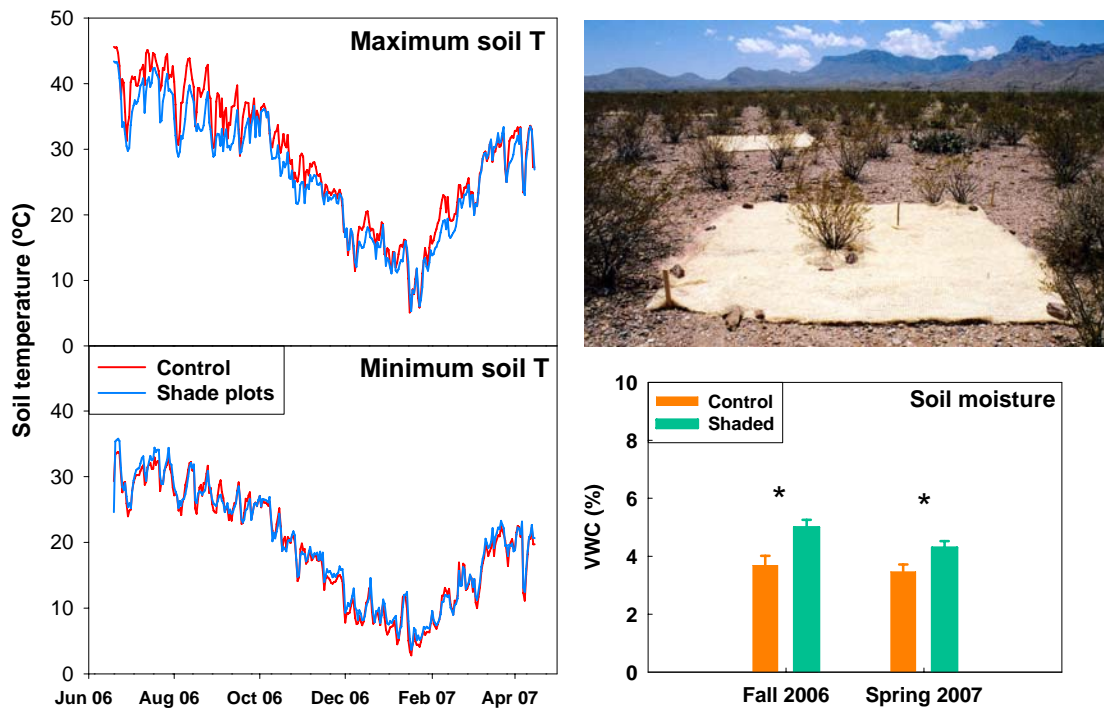 Maximum soil T
50
40
30
20
10
0
Soil temperature (ºC)
Control
Shade plots
Minimum soil T
40
30
20
10
0
Jun 06 Aug 06 Oct 06 Dec 06 Feb 07 Apr 07
Soil moisture
Control
Shaded
10
8
6
4
2
0
VWC (%)
* *
Fall 2006 Spring 2007